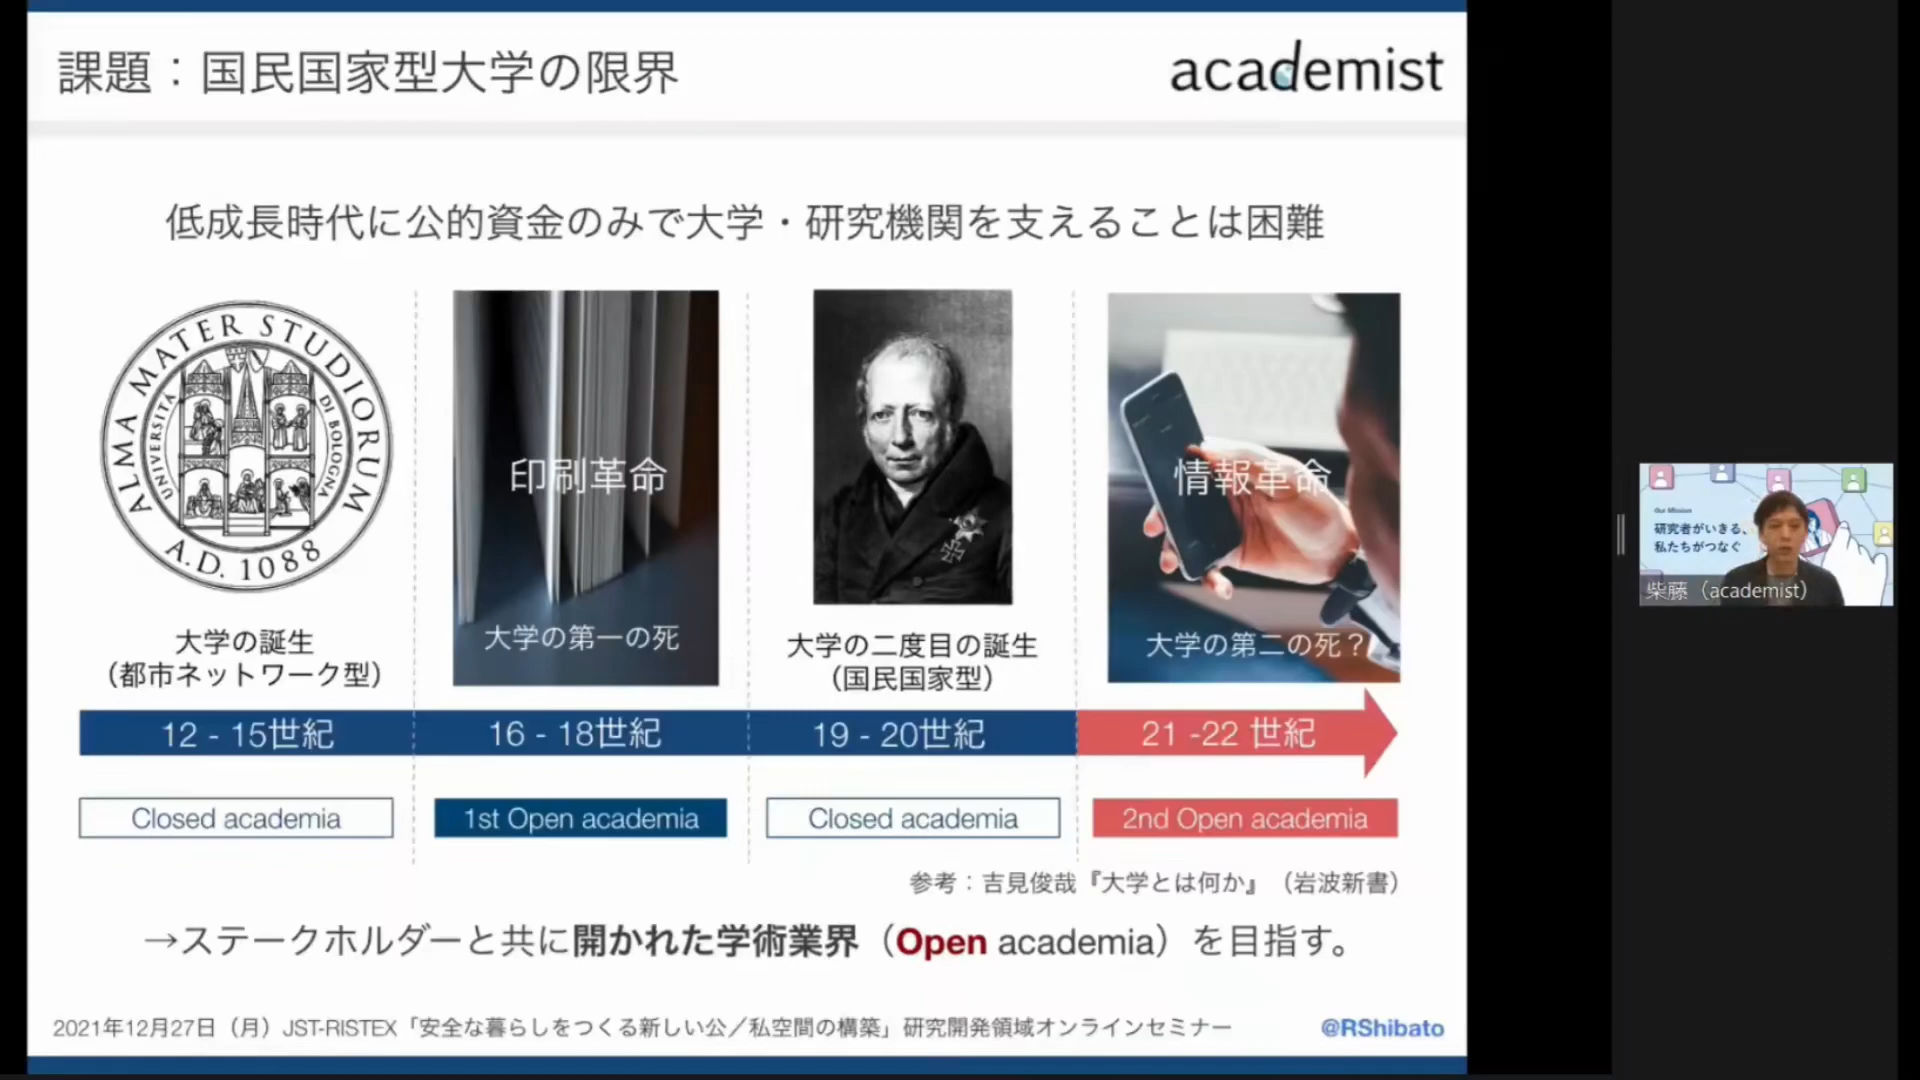 課題：国民国家型大学の限界
academist
低成長時代に公的資金のみで大学・研究機関を支えることは困難
ALMA MATER STUDIORUM
UNIVERSITÀ DI BOLOGNA
A.D. 1088
大学の誕生
（都市ネットワーク型）
印刷革命
大学の第一の死
大学の二度目の誕生
（国民国家型）
情報革命
大学の第二の死？
12 - 15世紀
16 - 18世紀
19 - 20世紀
21 -22 世紀
Closed academia
1st Open academia
Closed academia
2nd Open academia
参考：吉見俊哉『大学とは何か』（岩波新書）
→ステークホルダーと共に開かれた学術業界（Open academia）を目指す。
2021年12月27日（月）JST-RISTEX「安全な暮らしをつくる新しい公／私空間の構築」研究開発領域オンラインセミナー
@RShibato
Our Mission
研究者がいきる、
私たちがつなぐ
柴藤（academist）